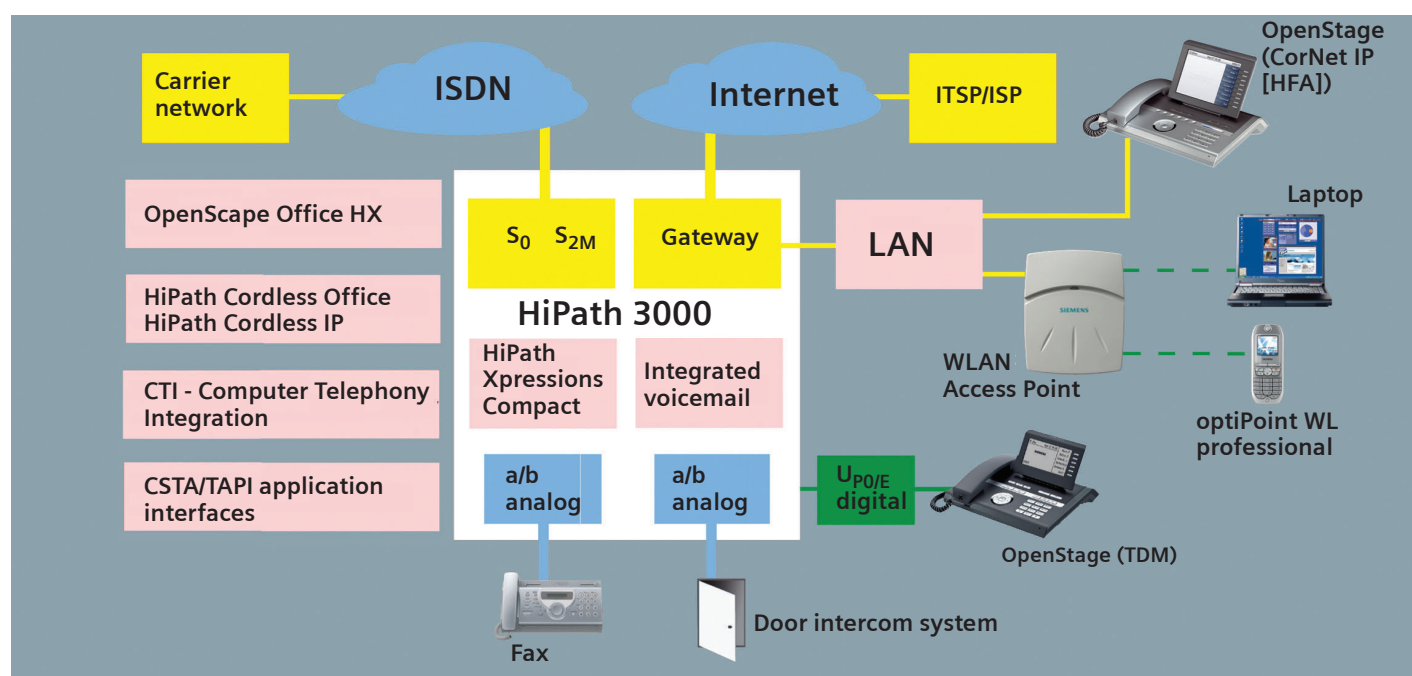 Carrier
network
ISDN
Internet
ITSP/ISP
OpenStage
(CorNet IP
[HFA])
OpenScape Office HX
S0 S2M
Gateway
LAN
Laptop
HiPath Cordless Office
HiPath Cordless IP
HiPath 3000
SIEMENS
CTI - Computer Telephony
Integration
HiPath
Xpressions
Compact
Integrated
voicemail
WLAN
Access Point
optiPoint WL
professional
CSTA/TAPI application
interfaces
a/b
analog
a/b
analog
UP0/E
digital
OpenStage (TDM)
Fax
Door intercom system